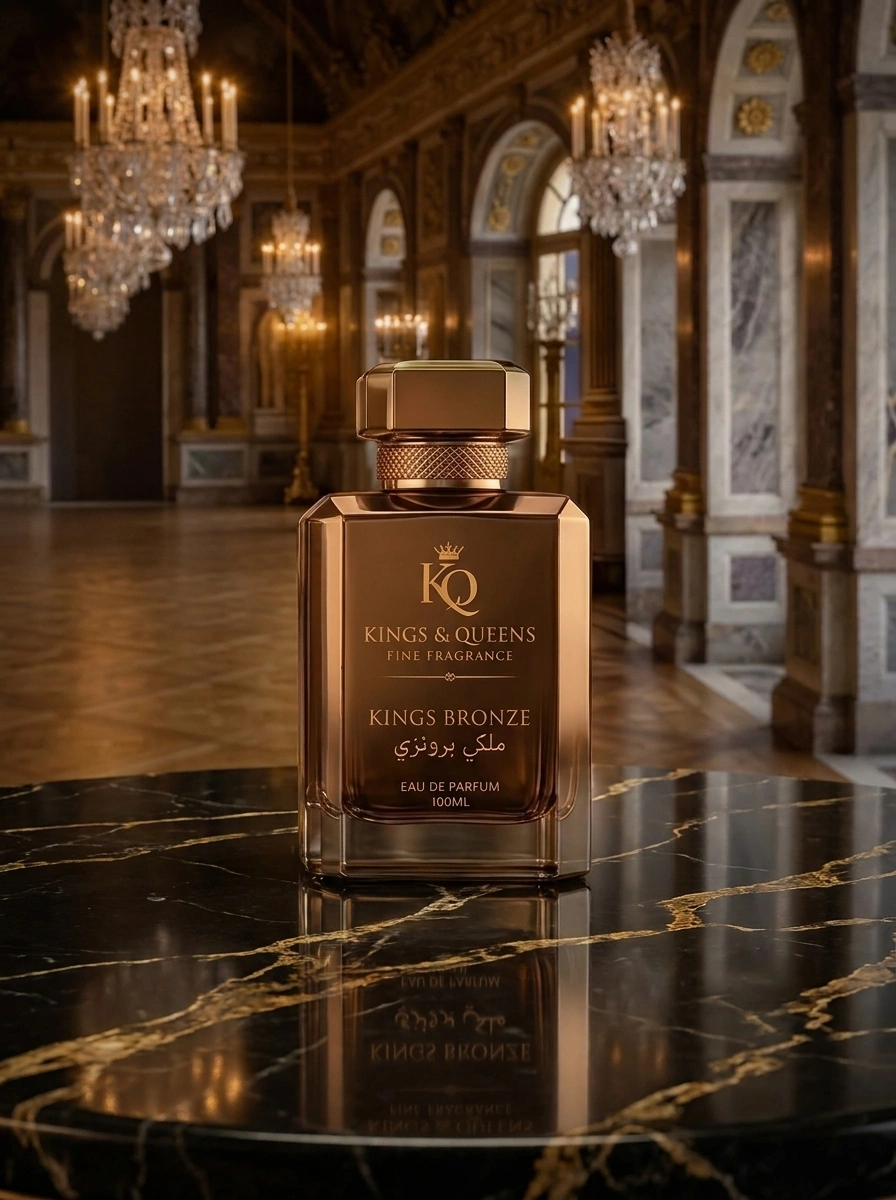 KQ
KINGS & QUEENS
FINE FRAGRANCE
KINGS BRONZE
ملكي برونزي
EAU DE PARFUM
100ML